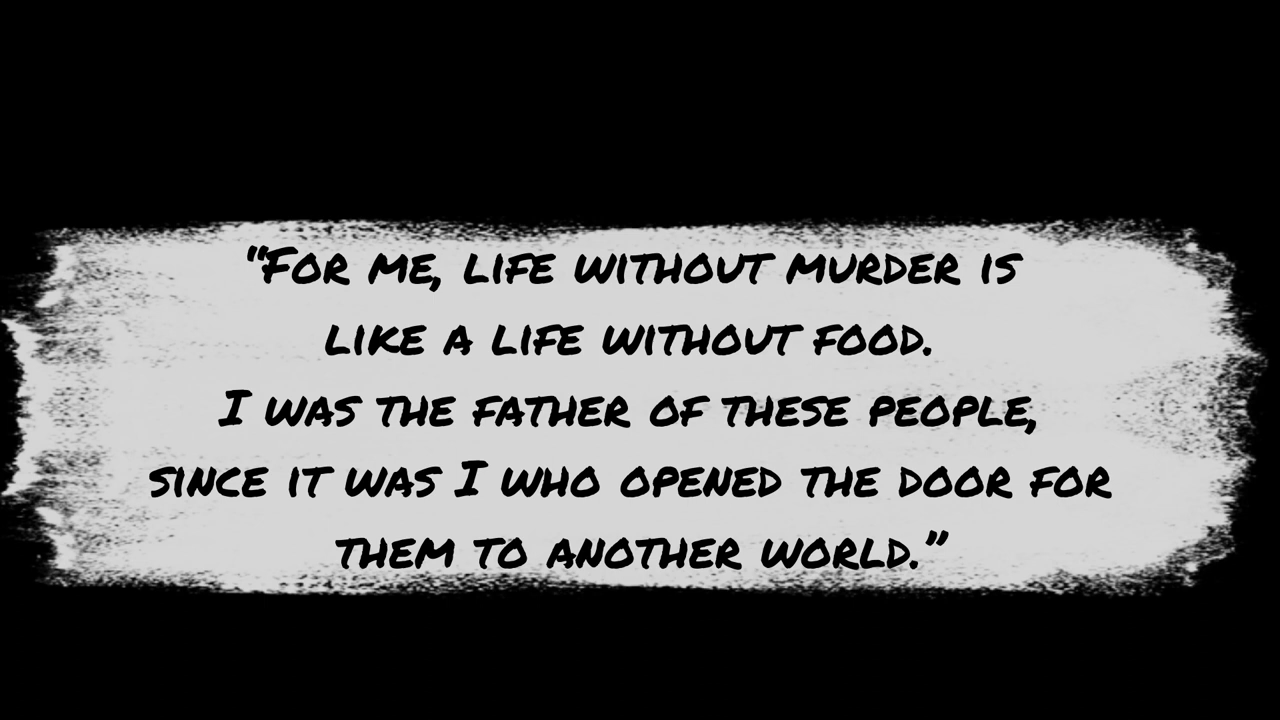 “For me, life without murder is
like a life without food.
I was the father of these people,
since it was I who opened the door for
them to another world.”